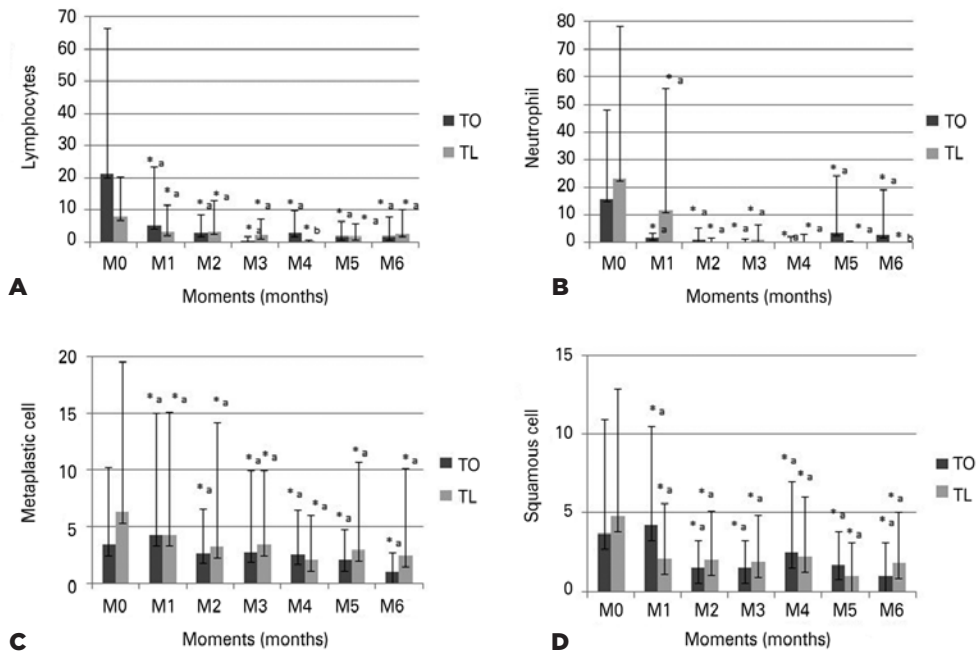 70
60
50
40
30
20
10
0
Lymphocytes
* a
* a
* a
* a
* a
* a
* a
* b
* a
* a
* a
* a
M0 M1 M2 M3 M4 M5 M6
Moments (months)
TO
TL
A
80
70
60
50
40
30
20
10
0
Neutrophil
* a
* a
* a
* a
* a
* a
* a
* a
* a
* a
* a
* b
M0 M1 M2 M3 M4 M5 M6
Moments (months)
TO
TL
B
20
15
10
5
0
Metaplastic cell
* a
* a
* a
* a
* a
* a
* a
* a
* a
* a
* a
* a
M0 M1 M2 M3 M4 M5 M6
Moments (months)
TO
TL
C
15
10
5
0
Squamous cell
* a
* a
* a
* a
* a
* a
* a
* a
* a
* a
* a
* a
M0 M1 M2 M3 M4 M5 M6
Moments (months)
TO
TL
D